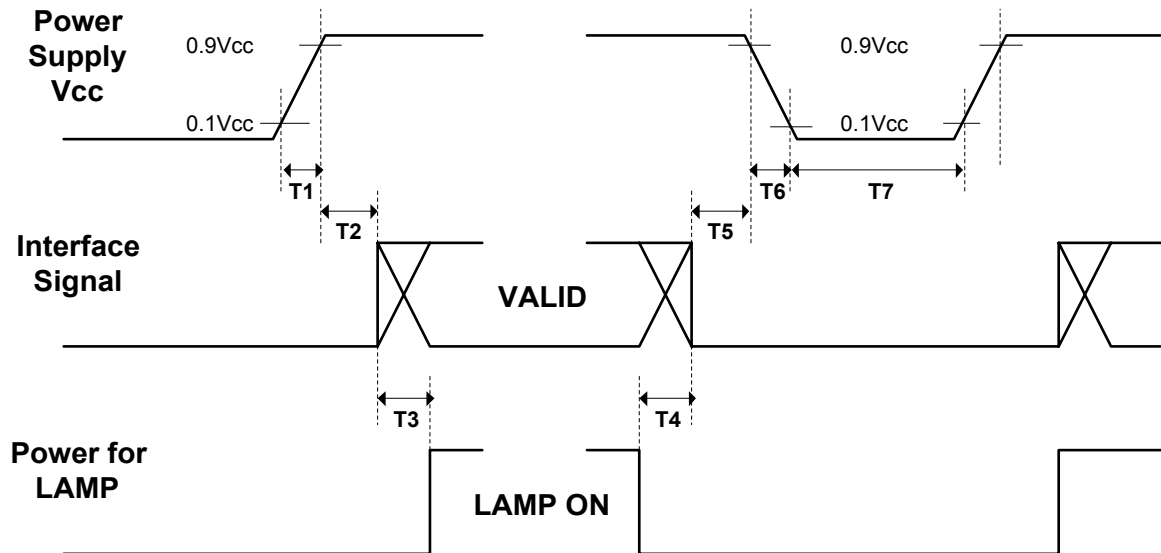 Power
Supply
Vcc
0.9Vcc
0.9Vcc
0.1Vcc
0.1Vcc
T1
T6
T7
T2
T5
Interface
Signal
VALID
T3
T4
Power for
LAMP
LAMP ON